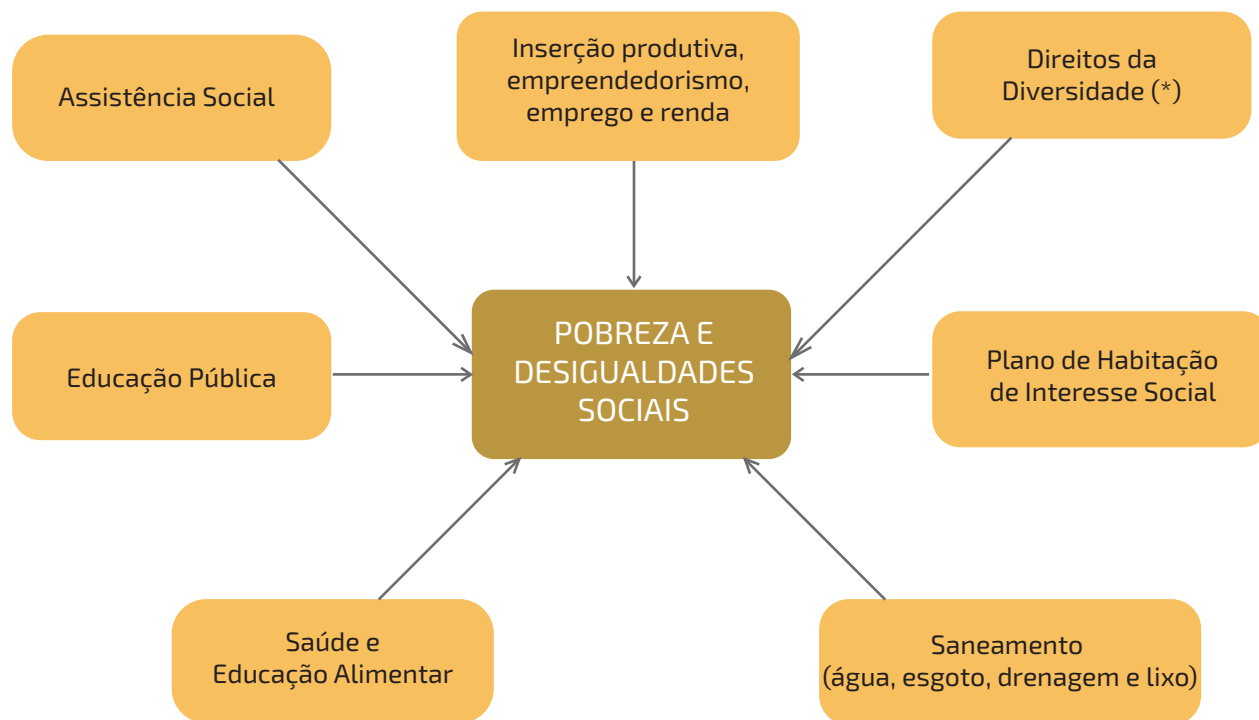 Assistência Social
Inserção produtiva,
empreendedorismo,
emprego e renda
Direitos da
Diversidade (*)
Educação Pública
POBREZA E
DESIGUALDADES
SOCIAIS
Plano de Habitação
de Interesse Social
Saúde e
Educação Alimentar
Saneamento
(água, esgoto, drenagem e lixo)